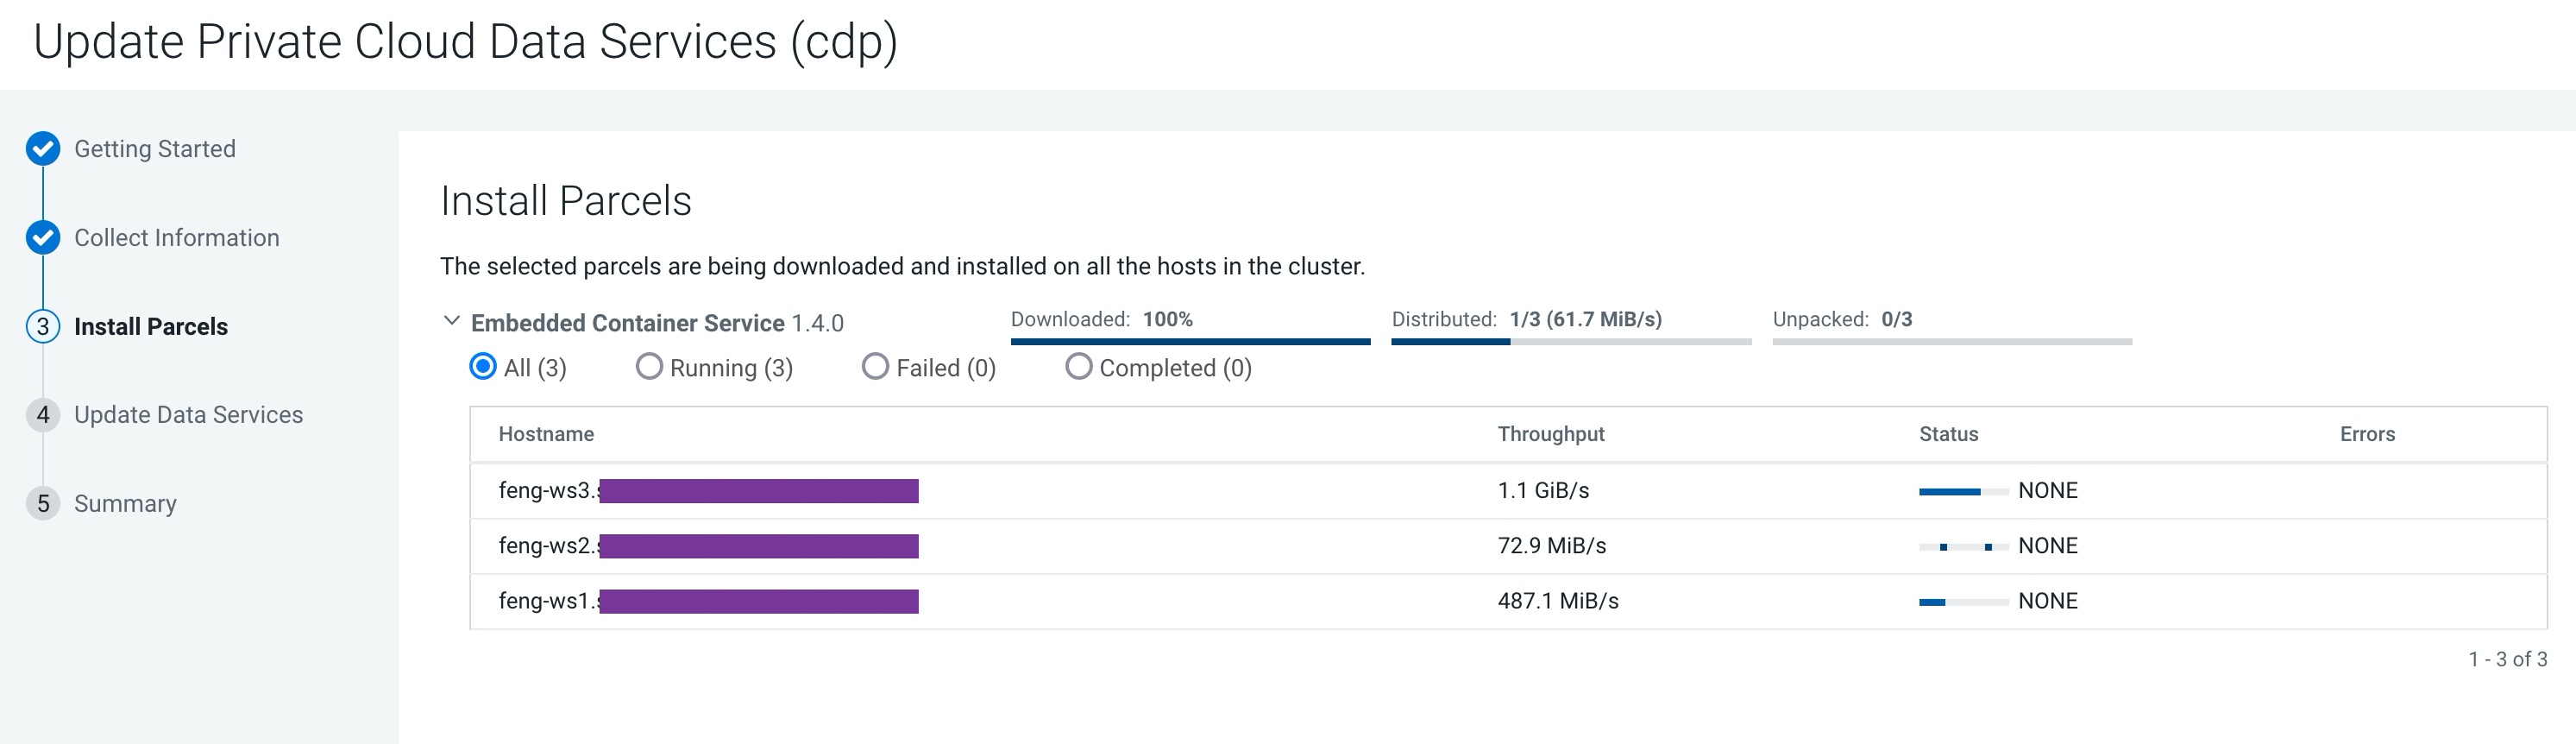 Update Private Cloud Data Services (cdp)
Getting Started
Collect Information
3 Install Parcels
4 Update Data Services
5 Summary
Install Parcels
The selected parcels are being downloaded and installed on all the hosts in the cluster.
Embedded Container Service 1.4.0 Downloaded: 100% Distributed: 1/3 (61.7 MiB/s) Unpacked: 0/3
All (3) Running (3) Failed (0) Completed (0)
Hostname Throughput Status Errors
feng-ws3. 1.1 GiB/s NONE
feng-ws2. 72.9 MiB/s NONE
feng-ws1. 487.1 MiB/s NONE
1 - 3 of 3